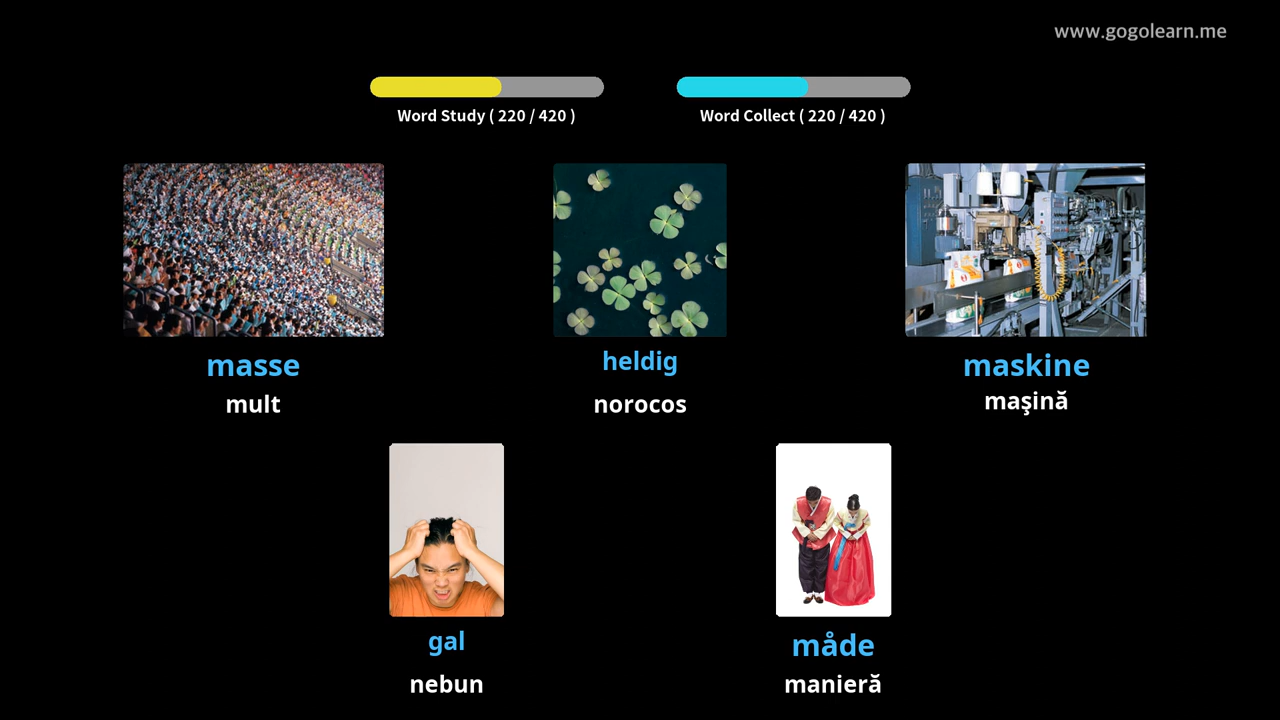 www.gogolearn.me
Word Study ( 220 / 420 )
Word Collect ( 220 / 420 )
masse
heldig
maskine
mult
norocos
maşină
gal
måde
nebun
manieră